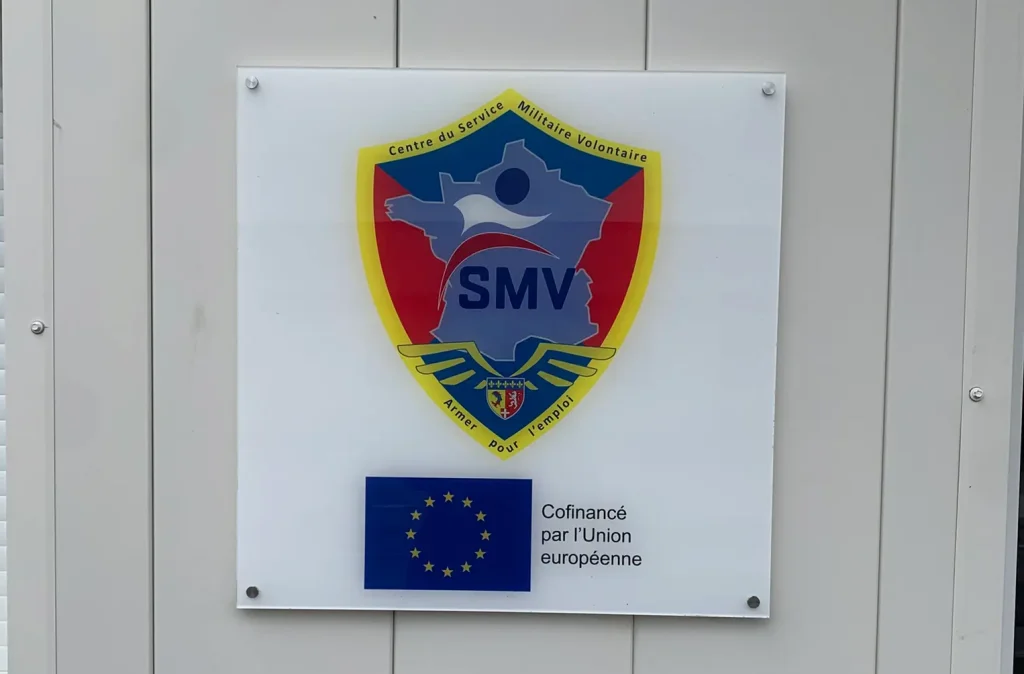 Centre du Service Militaire Volontaire
SMV
Armer pour l'emploi
Cofinancé
par l'Union
européenne